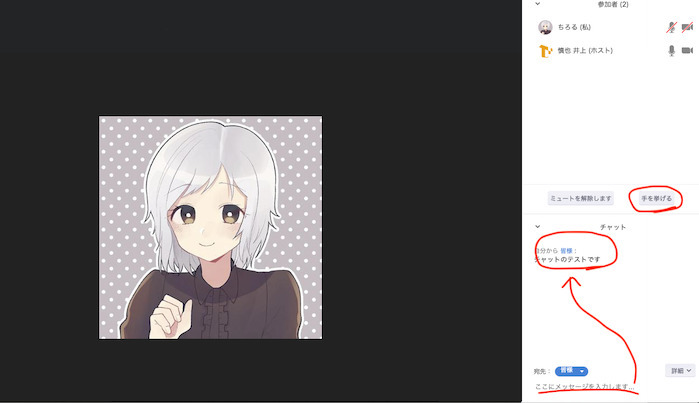 参加者 (2)
ちろる (私)
慎也 井上 (ホスト)
ミュートを解除します
手を挙げる
チャット
自分から 皆様：
チャットのテストです
宛先：
皆様
詳細
ここにメッセージを入力します...